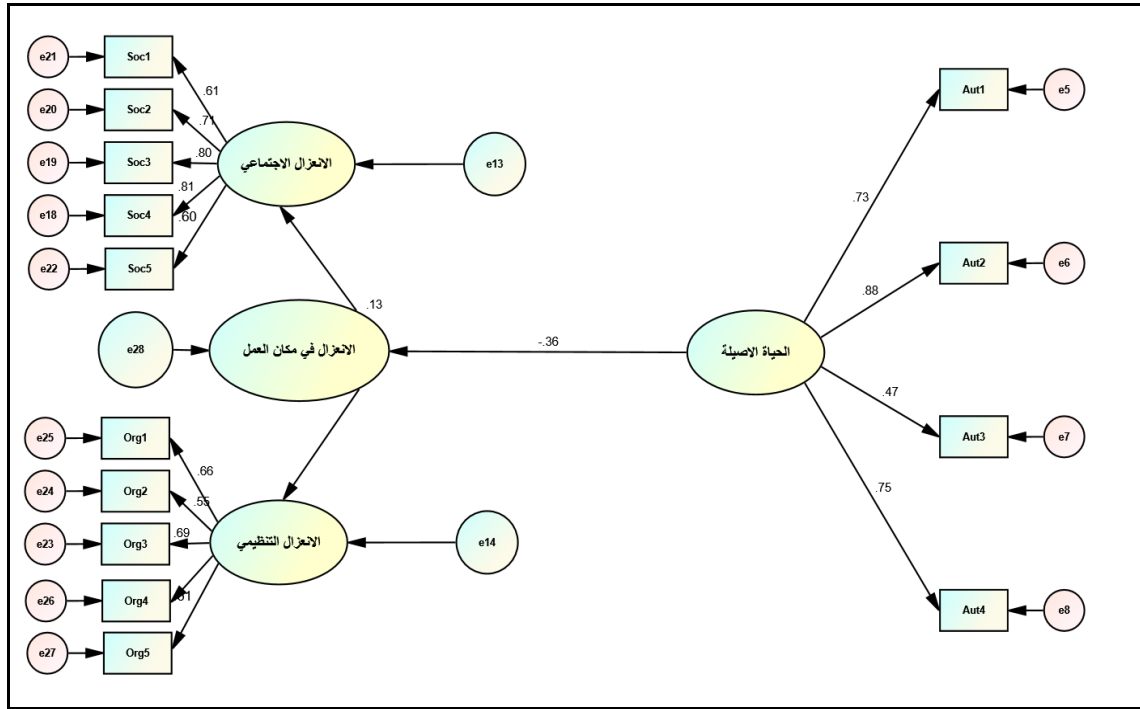 e21
Soc1
.61
e20
Soc2
.71
e19
Soc3
.80
e18
Soc4
.81
e22
Soc5
.60
الانعزال الاجتماعي
e13
.13
e28
الانعزال في مكان العمل
-.36
الحياة الاصيلة
.73
Aut1
e5
.88
Aut2
e6
.47
Aut3
e7
.75
Aut4
e8
e25
Org1
.66
e24
Org2
.55
e23
Org3
.69
e26
Org4
e27
Org5
الانعزال التنظيمي
e14